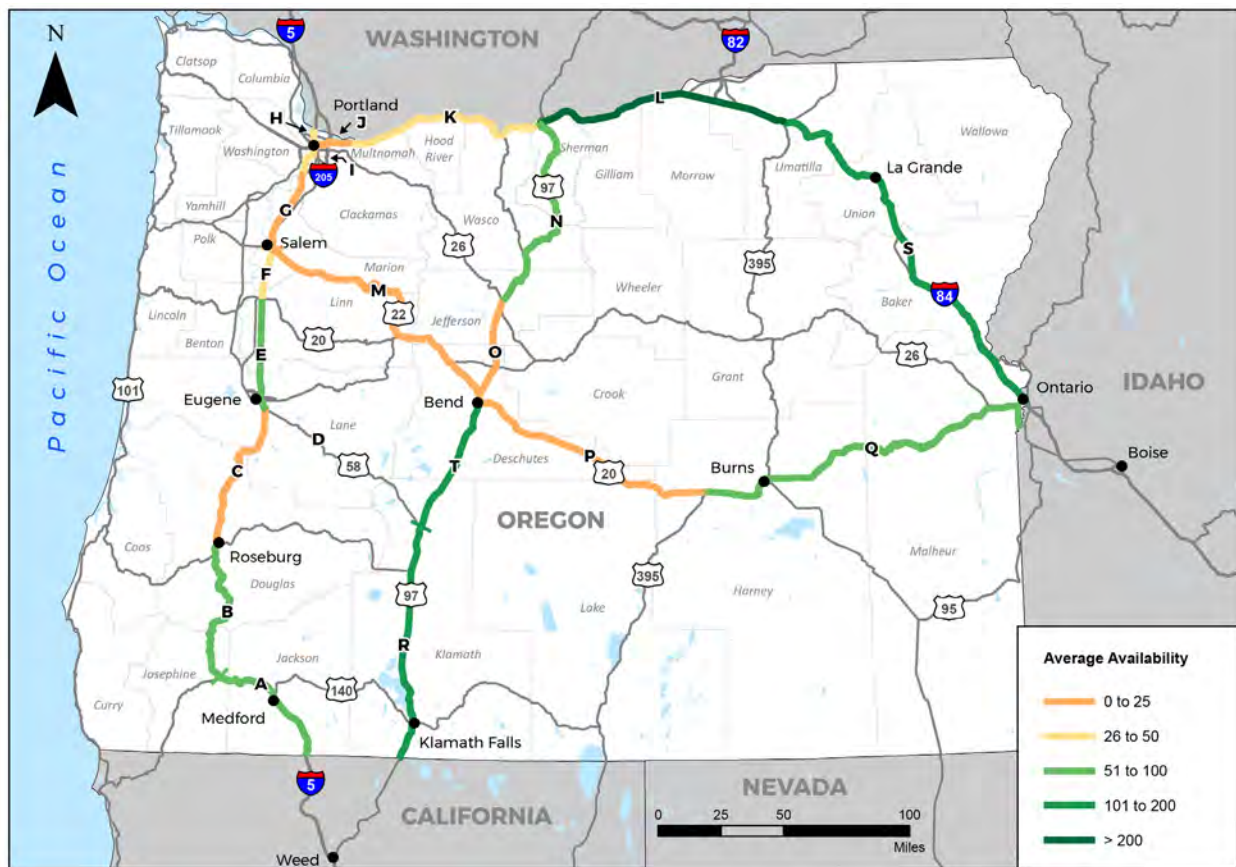 N
5
WASHINGTON
82
Clatsop
Columbia
Portland
H
J
K
L
Tillamook
Washington
Multnomah
Hood
River
Sherman
Wallowa
I
205
Umatilla
La Grande
97
Gilliam
Morrow
Yamhill
G
Clackamas
Wasco
Union
Polk
Salem
26
N
395
S
F
Marion
M
Wheeler
84
Lincoln
Linn
22
Jefferson
Baker
Benton
20
26
E
O
101
Crook
Grant
Ontario
IDAHO
Eugene
Bend
Pacific Ocean
D
Lane
C
58
T
Deschutes
P
20
Burns
Q
Boise
OREGON
Coos
Roseburg
Malheur
Douglas
395
97
Lake
Harney
95
B
R
Klamath
Josephine
Jackson
A
140
Curry
Medford
Klamath Falls
5
CALIFORNIA
NEVADA
Weed
0 25 50 100
Miles
Average Availability
0 to 25
26 to 50
51 to 100
101 to 200
> 200